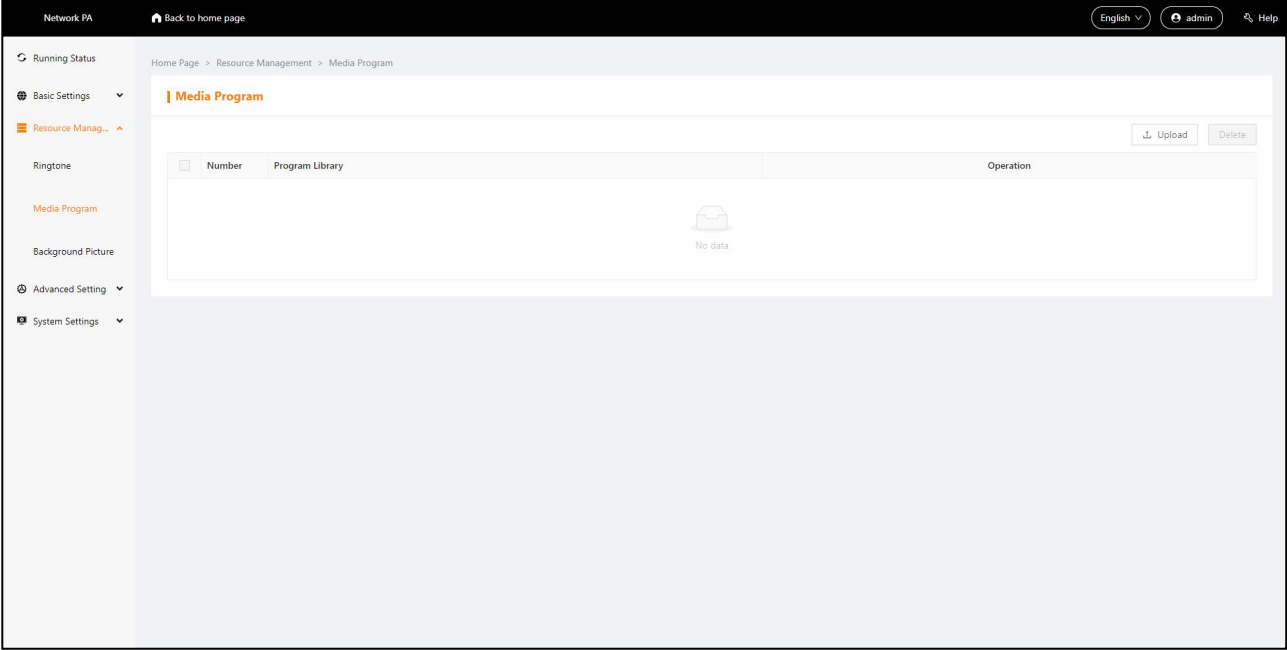 Network PA
Back to home page
English
admin
Help
Running Status
Basic Settings
Resource Manag...
Ringtone
Media Program
Background Picture
Advanced Setting
System Settings
Home Page > Resource Management > Media Program
Media Program
Upload
Delete
Number Program Library Operation
No data